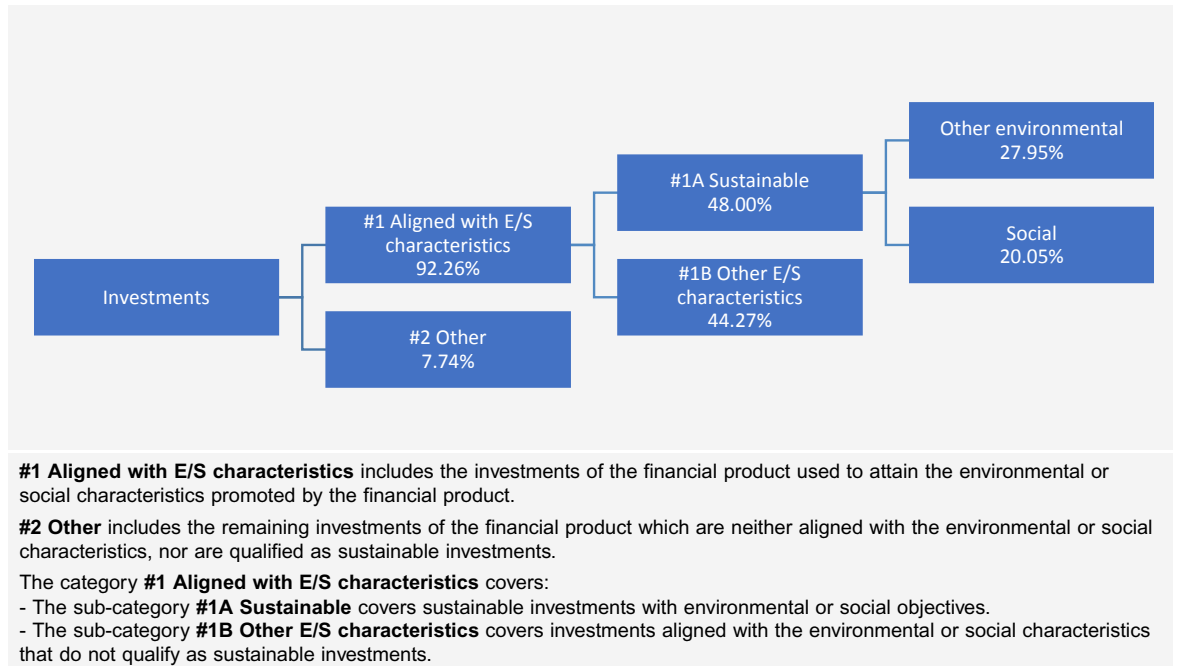 Investments
#1 Aligned with E/S
characteristics
92.26%
#2 Other
7.74%
#1A Sustainable
48.00%
#1B Other E/S
characteristics
44.27%
Other environmental
27.95%
Social
20.05%
#1 Aligned with E/S characteristics includes the investments of the financial product used to attain the environmental or
social characteristics promoted by the financial product.
#2 Other includes the remaining investments of the financial product which are neither aligned with the environmental or social
characteristics, nor are qualified as sustainable investments.
The category #1 Aligned with E/S characteristics covers:
- The sub-category #1A Sustainable covers sustainable investments with environmental or social objectives.
- The sub-category #1B Other E/S characteristics covers investments aligned with the environmental or social characteristics
that do not qualify as sustainable investments.